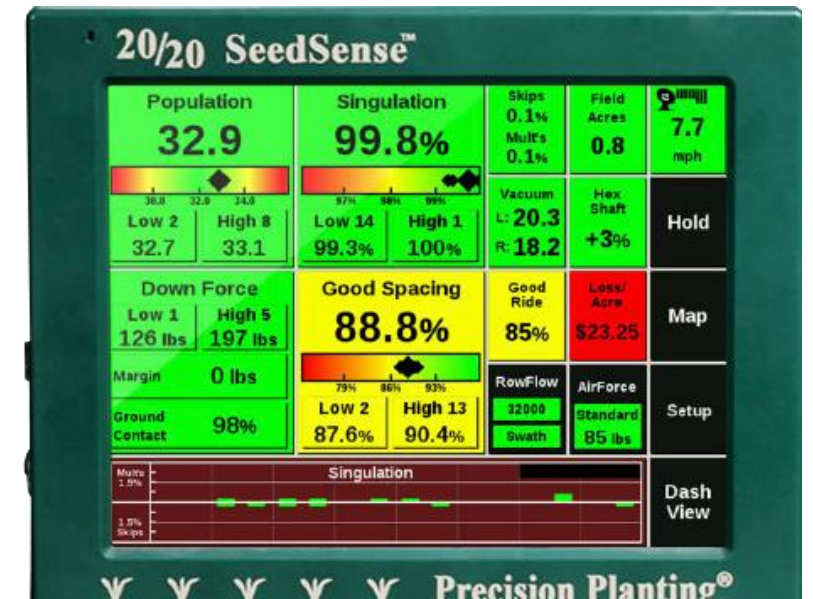 20/20 SeedSense™
Population
32.9
30.0 32.0 34.0
Low 2 High 8
32.7 33.1
Singulation
99.8%
97% 98% 99%
Low 14 High 1
99.3% 100%
Skips
0.1%
Mult's
0.1%
Field
Acres
0.8
7.7
mph
Vacuum
L: 20.3
R: 18.2
Hex
Shaft
+3%
Hold
Down Force
Low 1 High 5
126 lbs 197 lbs
Margin 0 lbs
Ground
Contact 98%
Good Spacing
88.8%
79% 86% 93%
Low 2 High 13
87.6% 90.4%
Good
Ride
85%
Loss/
Acre
$23.25
Map
RowFlow
32000
Swath
AirForce
Standard
85 lbs
Setup
Singulation
Mult's
1.5%
1.5%
Skips
Dash
View
Precision Planting®